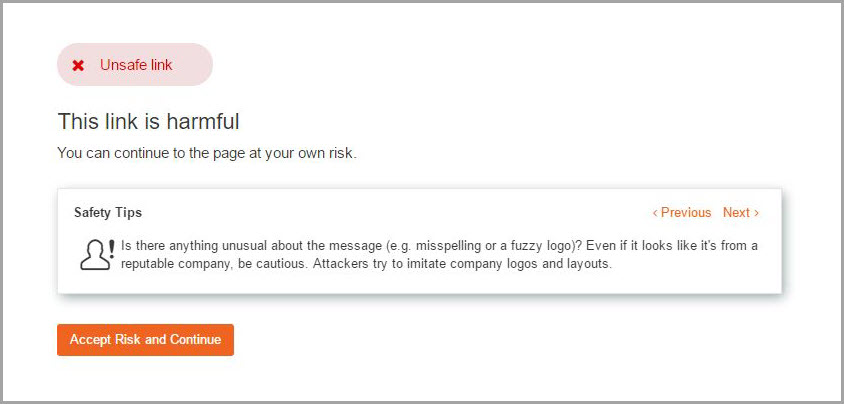 Unsafe link
This link is harmful
You can continue to the page at your own risk.
Safety Tips
‹ Previous Next ›
Is there anything unusual about the message (e.g. misspelling or a fuzzy logo)? Even if it looks like it's from a
reputable company, be cautious. Attackers try to imitate company logos and layouts.
Accept Risk and Continue